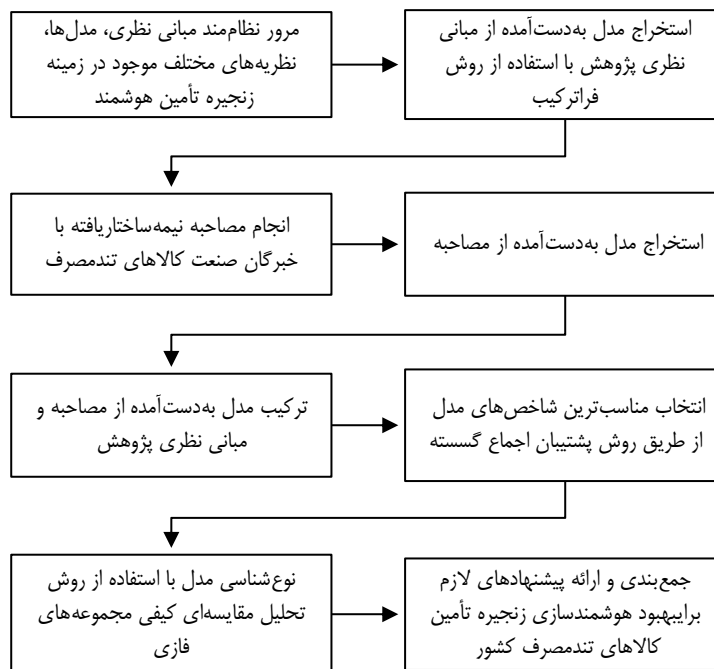 مرور نظام‌مند مبانی نظری، مدل‌ها،
نظریه‌های مختلف موجود در زمینه
زنجیره تأمین هوشمند
استخراج مدل به‌دست‌آمده از مبانی
نظری پژوهش با استفاده از روش
فراترکیب
انجام مصاحبه نیمه‌ساختاریافته با
خبرگان صنعت کالاهای تندمصرف
استخراج مدل به‌دست‌آمده از مصاحبه
ترکیب مدل به‌دست‌آمده از مصاحبه و
مبانی نظری پژوهش
انتخاب مناسب‌ترین شاخص‌های مدل
از طریق روش پشتیبان اجماع گسسته
نوع‌شناسی مدل با استفاده از روش
تحلیل مقایسه‌ای کیفی مجموعه‌های
فازی
جمع‌بندی و ارائه پیشنهادهای لازم
برایبهبود هوشمندسازی زنجیره تأمین
کالاهای تندمصرف کشور